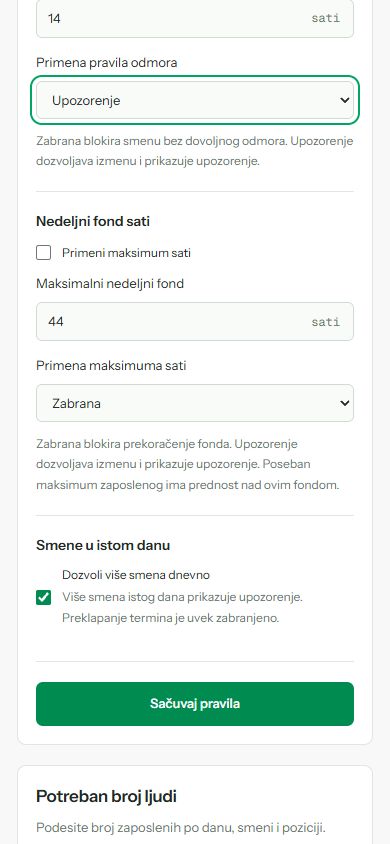 14 sati
Primena pravila odmora
Upozorenje
Zabrana blokira smenu bez dovoljnog odmora. Upozorenje
dozvoljava izmenu i prikazuje upozorenje.
Nedeljni fond sati
Primeni maksimum sati
Maksimalni nedeljni fond
44 sati
Primena maksimuma sati
Zabrana
Zabrana blokira prekoračenje fonda. Upozorenje
dozvoljava izmenu i prikazuje upozorenje. Poseban
maksimum zaposlenog ima prednost nad ovim fondom.
Smene u istom danu
Dozvoli više smena dnevno
Više smena istog dana prikazuje upozorenje.
Preklapanje termina je uvek zabranjeno.
Sačuvaj pravila
Potreban broj ljudi
Podesite broj zaposlenih po danu, smeni i poziciji.